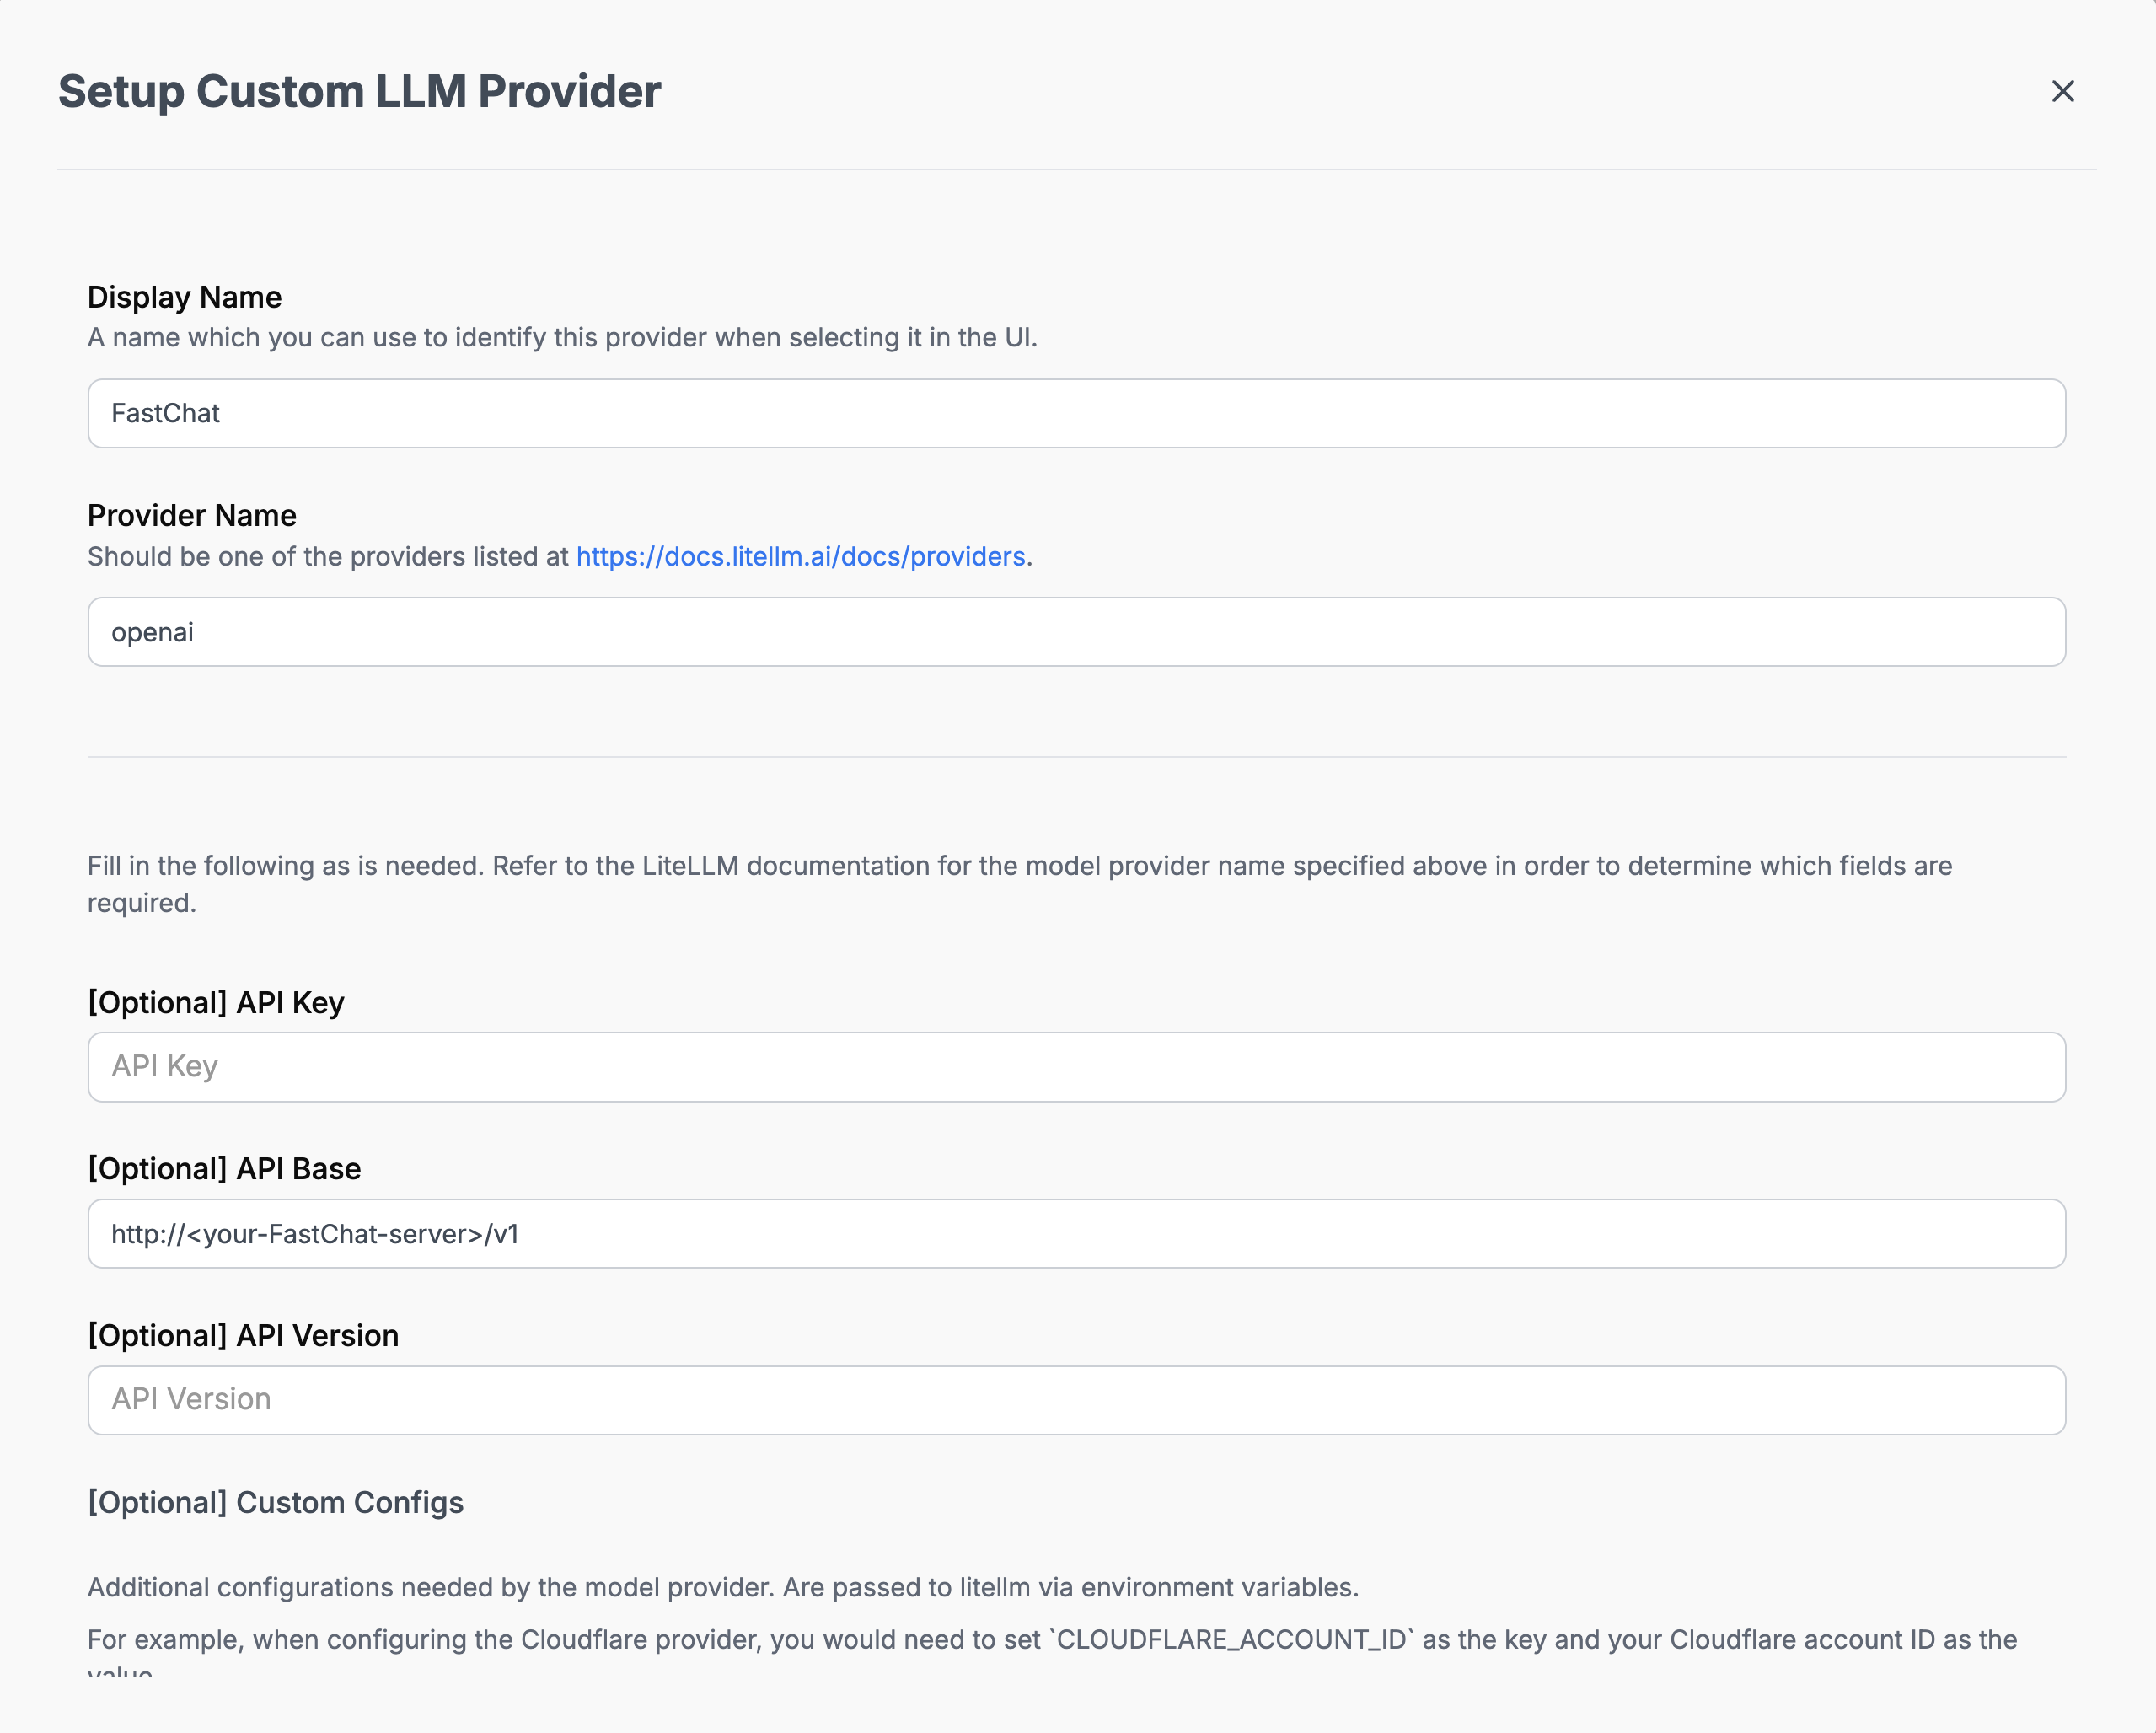 Setup Custom LLM Provider
Display Name
A name which you can use to identify this provider when selecting it in the UI.
FastChat
Provider Name
Should be one of the providers listed at https://docs.litellm.ai/docs/providers.
openai
Fill in the following as is needed. Refer to the LiteLLM documentation for the model provider name specified above in order to determine which fields are
required.
[Optional] API Key
API Key
[Optional] API Base
http://<your-FastChat-server>/v1
[Optional] API Version
API Version
[Optional] Custom Configs
Additional configurations needed by the model provider. Are passed to litellm via environment variables.
For example, when configuring the Cloudflare provider, you would need to set `CLOUDFLARE_ACCOUNT_ID` as the key and your Cloudflare account ID as the
value